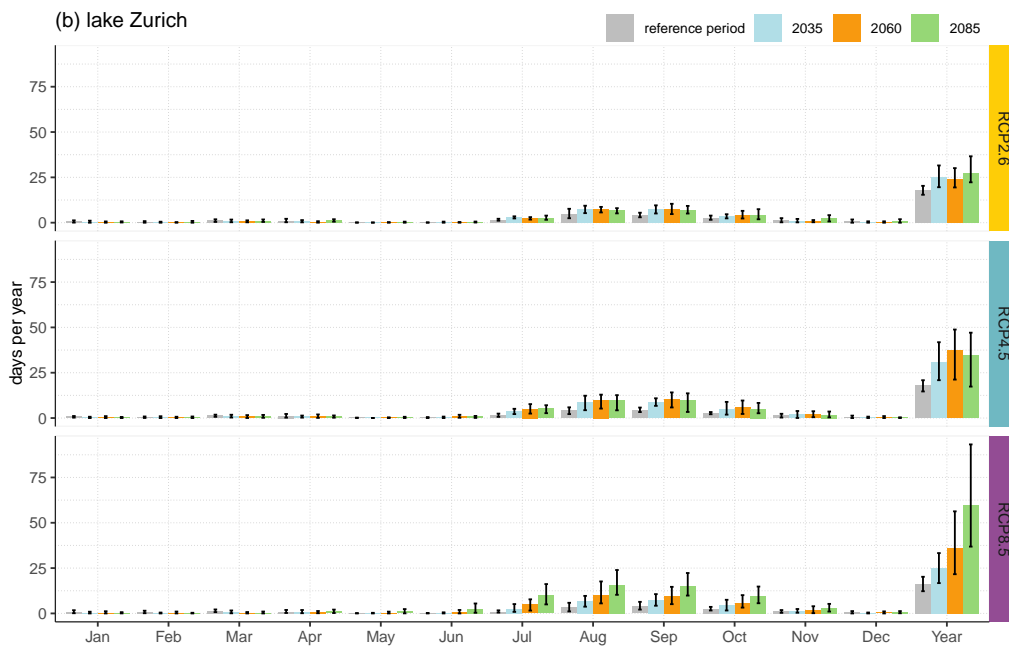 (b) lake Zurich
reference period 2035 2060 2085
days per year
75
50
25
0
RCP2.6
75
50
25
0
RCP4.5
75
50
25
0
RCP8.5
Jan Feb Mar Apr May Jun Jul Aug Sep Oct Nov Dec Year